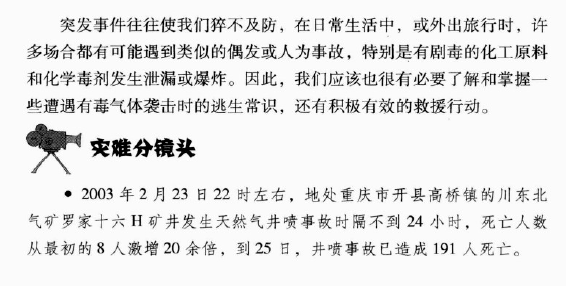 突发事件往往使我们猝不及防，在日常生活中，或外出旅行时，许
多场合都有可能遇到类似的偶发或人为事故，特别是有剧毒的化工原料
和化学毒剂发生泄漏或爆炸。因此，我们应该也很有必要了解和掌握一
些遭遇有毒气体袭击时的逃生常识，还有积极有效的救援行动。
灾难分镜头
● 2003 年 2 月 23 日 22 时左右，地处重庆市开县高桥镇的川东北
气矿罗家十六 H 矿井发生天然气井喷事故时隔不到 24 小时，死亡人数
从最初的 8 人激增 20 余倍，到 25 日，井喷事故已造成 191 人死亡。